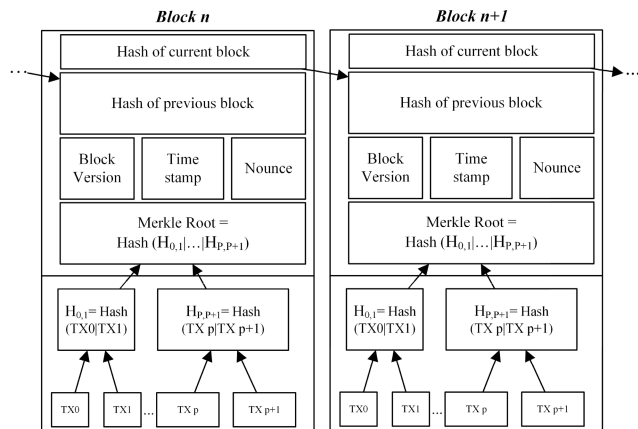 Block n
Hash of current block
...
Hash of previous block
Block
Version
Time
stamp
Nounce
Merkle Root =
Hash (H0,1|...|HP,P+1)
H0,1= Hash
(TX0|TX1)
HP,P+1= Hash
(TX p|TX p+1)
TX0
TX1
...
TX p
TX p+1
Block n+1
Hash of current block
...
Hash of previous block
Block
Version
Time
stamp
Nounce
Merkle Root =
Hash (H0,1|...|HP,P+1)
H0,1= Hash
(TX0|TX1)
HP,P+1= Hash
(TX p|TX p+1)
TX0
TX1
...
TX p
TX p+1